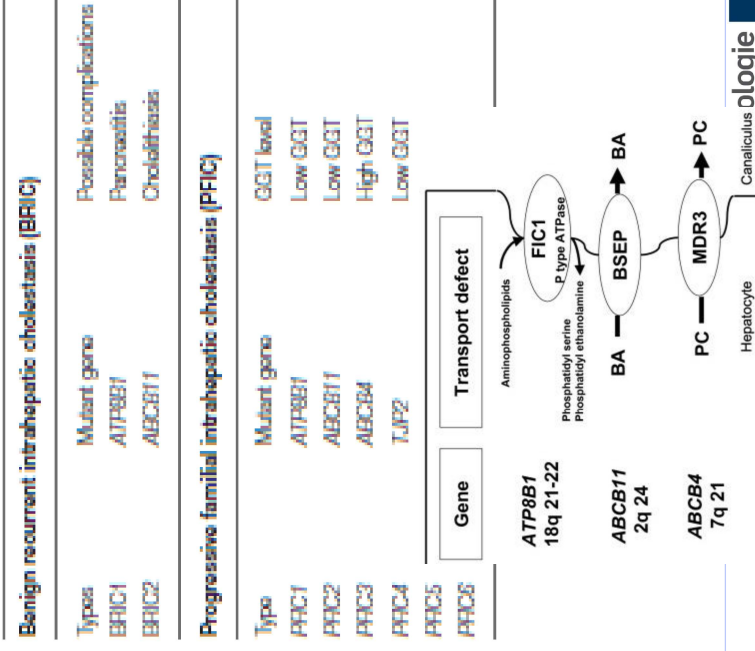 Benign recurrent intrahepatic cholestasis (BRIC)
Types Mutant gene Possible complications
BRIC1 ATP8B1 Pancreatitis
BRIC2 ABCB11 Cholelithiasis
Progressive familial intrahepatic cholestasis (PFIC)
Type Mutant gene GGT level
PFIC1 ATP8B1 Low GGT
PFIC2 ABCB11 Low GGT
PFIC3 ABCB4 High GGT
PFIC4 TJP2 Low GGT
PFIC5
PFIC6
Gene Transport defect
Aminophospholipids
ATP8B1
18q 21-22
FIC1
P type ATPase
Phosphatidyl serine
Phosphatidyl ethanolamine
ABCB11
2q 24
BA BSEP BA
ABCB4
7q 21
PC MDR3 PC
Hepatocyte Canaliculus
ologie